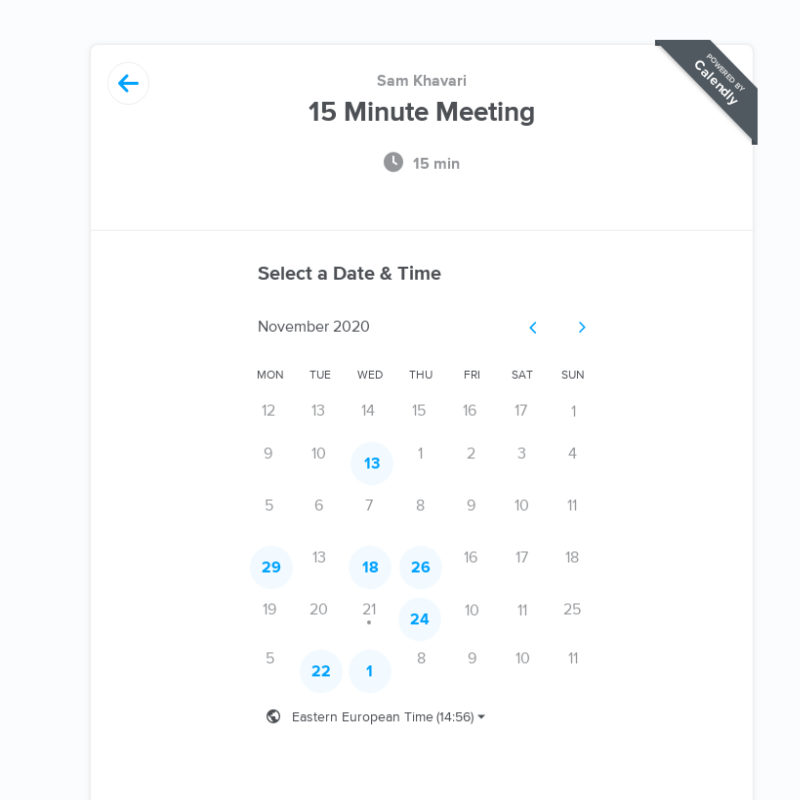 POWERED BY
Calendly
Sam Khavari
15 Minute Meeting
15 min
Select a Date & Time
November 2020
MON TUE WED THU FRI SAT SUN
12 13 14 15 16 17 1
9 10 13 1 2 3 4
5 6 7 8 9 10 11
29 13 18 26 16 17 18
19 20 21 24 10 11 25
5 22 1 8 9 10 11
Eastern European Time (14:56)